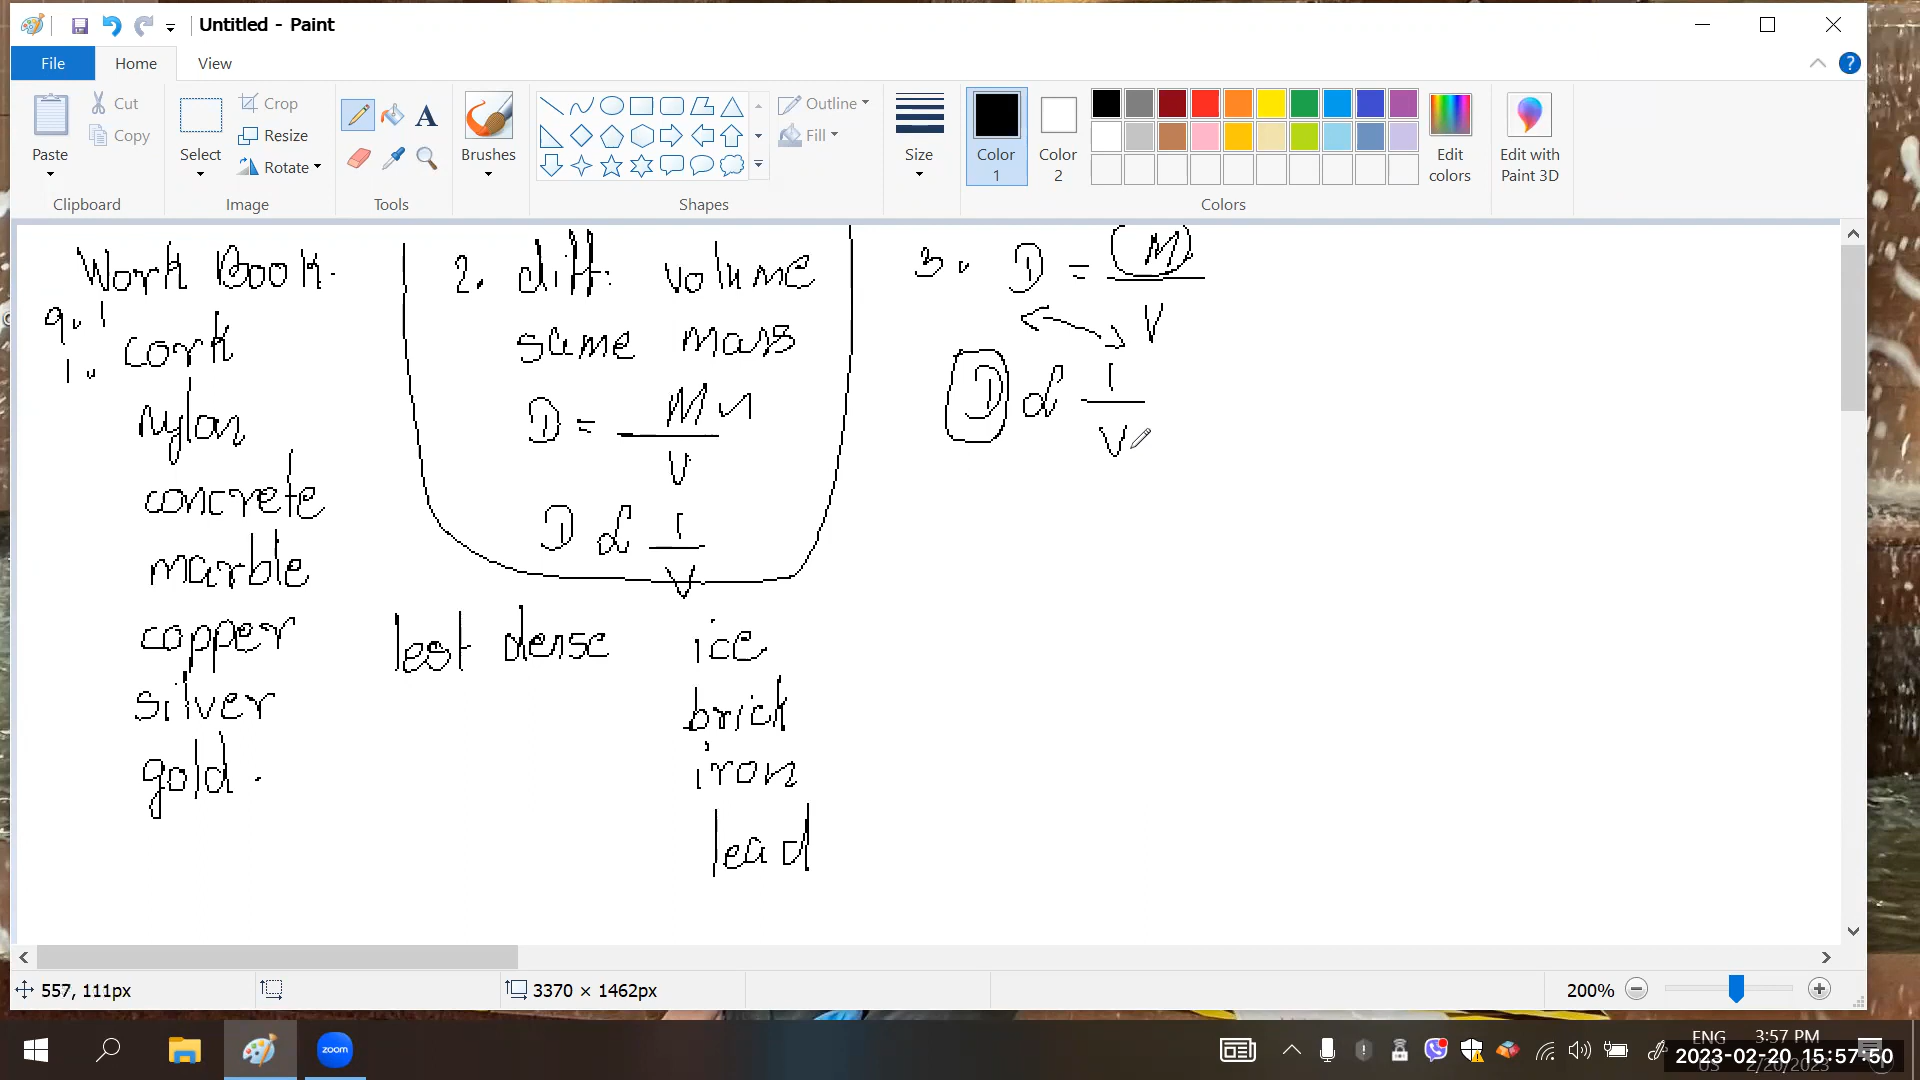 Untitled - Paint
File
Home
View
Paste
Cut
Copy
Clipboard
Select
Crop
Resize
Rotate
Image
Tools
Brushes
Shapes
Outline
Fill
Size
Color 1
Color 2
Edit colors
Edit with Paint 3D
Colors
Work Book.
9.1
1. cork
nylon
concrete
marble
copper
silver
gold.
2. diff: volume
same mass
D = M
V
D ∝ 1
V
lest dense ice
brick
iron
lead
3. D = M
V
D ∝ 1
V
557, 111px
3370 × 1462px
200%
zoom
ENG
3:57 PM
2023-02-20 15:57:50